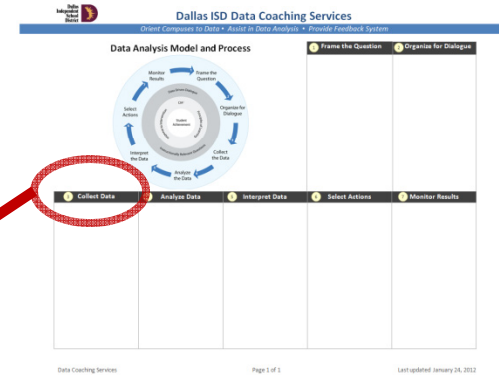 Dallas
Independent
School
District
Dallas ISD Data Coaching Services
Orient Campuses to Data • Assist in Data Analysis • Provide Feedback System
Data Analysis Model and Process
1 Frame the Question
2 Organize for Dialogue
Monitor
Results
Frame the
Question
Select
Actions
Organize for
Dialogue
Student
Achievement
Interpret
the Data
Collect
the Data
Analyze
the Data
3 Collect Data
Analyze Data
5 Interpret Data
6 Select Actions
7 Monitor Results
Data Coaching Services
Page 1 of 1
Last updated January 24, 2012